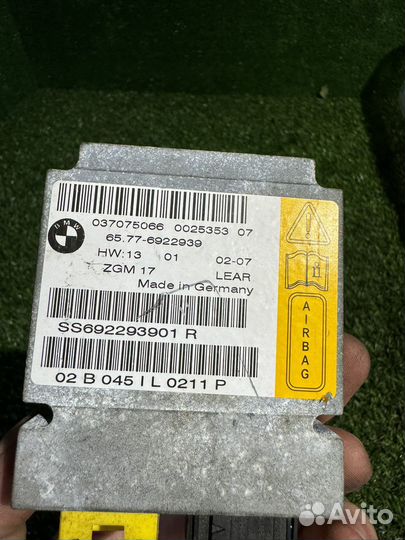 BMW
037075066 0025353 07
65.77-6922939
HW:13 01 02-07
ZGM 17 LEAR
Made in Germany
SS692293901 R
02 B 045 I L 0211 P
AIRBAG
Avito